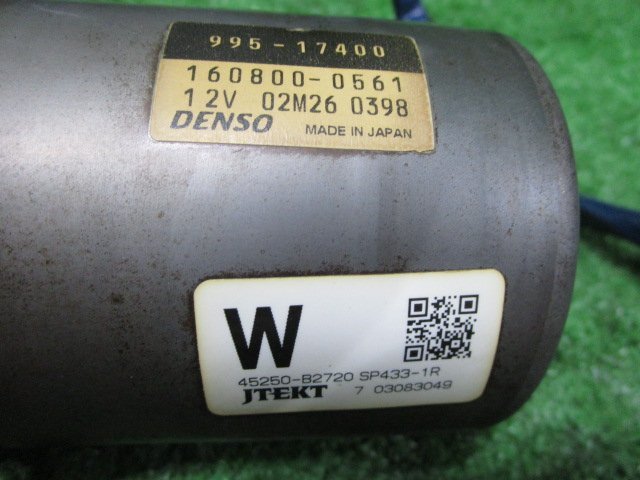 995-17400
160800-0561
12V 02M26 0398
DENSO MADE IN JAPAN
W
45250-B2720 SP433-1R
JTEKT 7 03083049